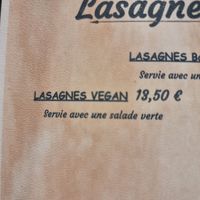 Lasagne
LASAGNES
Servie avec un
LASAGNES VEGAN 13,50 €
Servie avec une salade verte